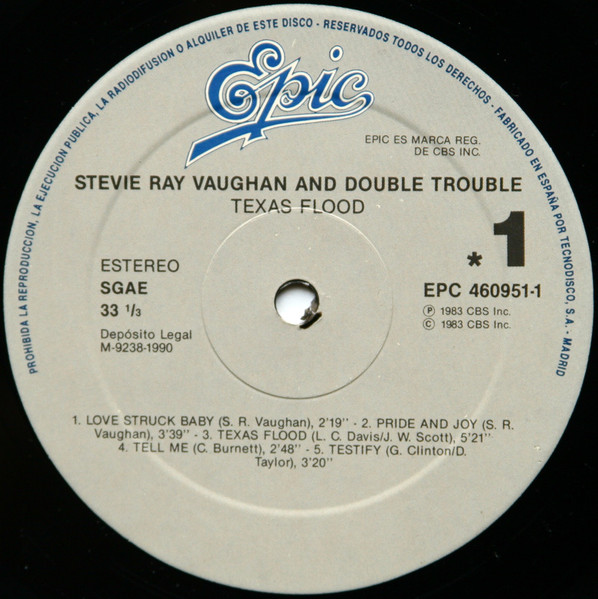 PROHIBIDA LA REPRODUCCION, LA EJECUCION PUBLICA, LA RADIODIFUSION O ALQUILER DE ESTE DISCO - RESERVADOS TODOS LOS DERECHOS - FABRICADO EN ESPAÑA POR TECNODISCO, S.A. - MADRID
Epic
EPIC ES MARCA REG.
DE CBS INC.
STEVIE RAY VAUGHAN AND DOUBLE TROUBLE
TEXAS FLOOD
* 1
ESTEREO
SGAE
33 1/3
EPC 460951-1
Ⓟ 1983 CBS Inc.
© 1983 CBS Inc.
Depósito Legal
M-9238-1990
1. LOVE STRUCK BABY (S. R. Vaughan), 2'19'' - 2. PRIDE AND JOY (S. R.
Vaughan), 3'39'' - 3. TEXAS FLOOD (L. C. Davis/J. W. Scott), 5'21''
4. TELL ME (C. Burnett), 2'48'' - 5. TESTIFY (G. Clinton/D.
Taylor), 3'20''